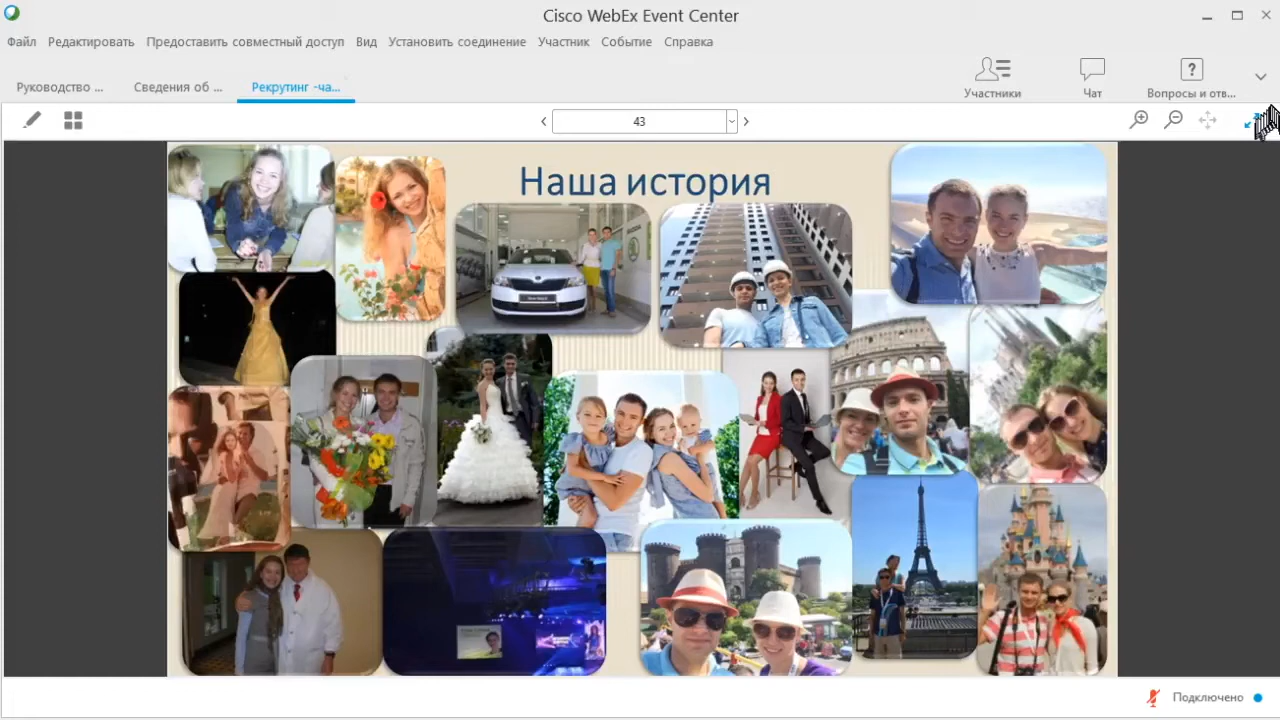 Cisco WebEx Event Center
Файл Редактировать Предоставить совместный доступ Вид Установить соединение Участник Событие Справка
Руководство ... Сведения об ... Рекрутинг -ча...
Участники Чат Вопросы и отв...
43
Наша история
Подключено